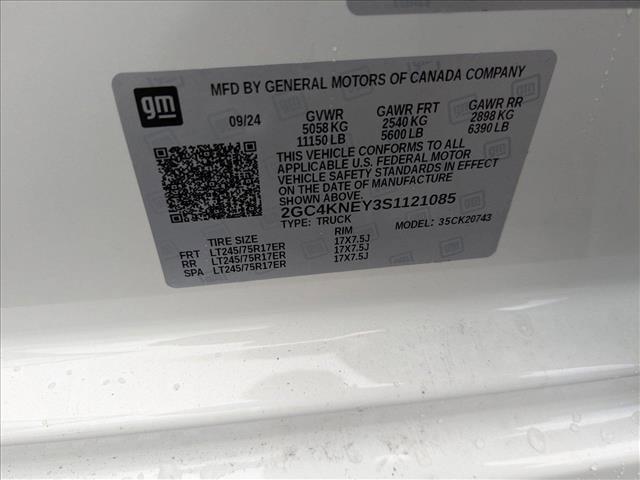 MFD BY GENERAL MOTORS OF CANADA COMPANY
gm
09/24 GVWR GAWR FRT GAWR RR
5058 KG 2540 KG 2898 KG
11150 LB 5600 LB 6390 LB
THIS VEHICLE CONFORMS TO ALL
APPLICABLE U.S. FEDERAL MOTOR
VEHICLE SAFETY STANDARDS IN EFFECT
ON THE DATE OF MANUFACTURE
SHOWN ABOVE.
2GC4KNEY3S1121085
TYPE: TRUCK MODEL: 35CK20743
TIRE SIZE RIM
FRT LT245/75R17ER 17X7.5J
RR LT245/75R17ER 17X7.5J
SPA LT245/75R17ER 17X7.5J